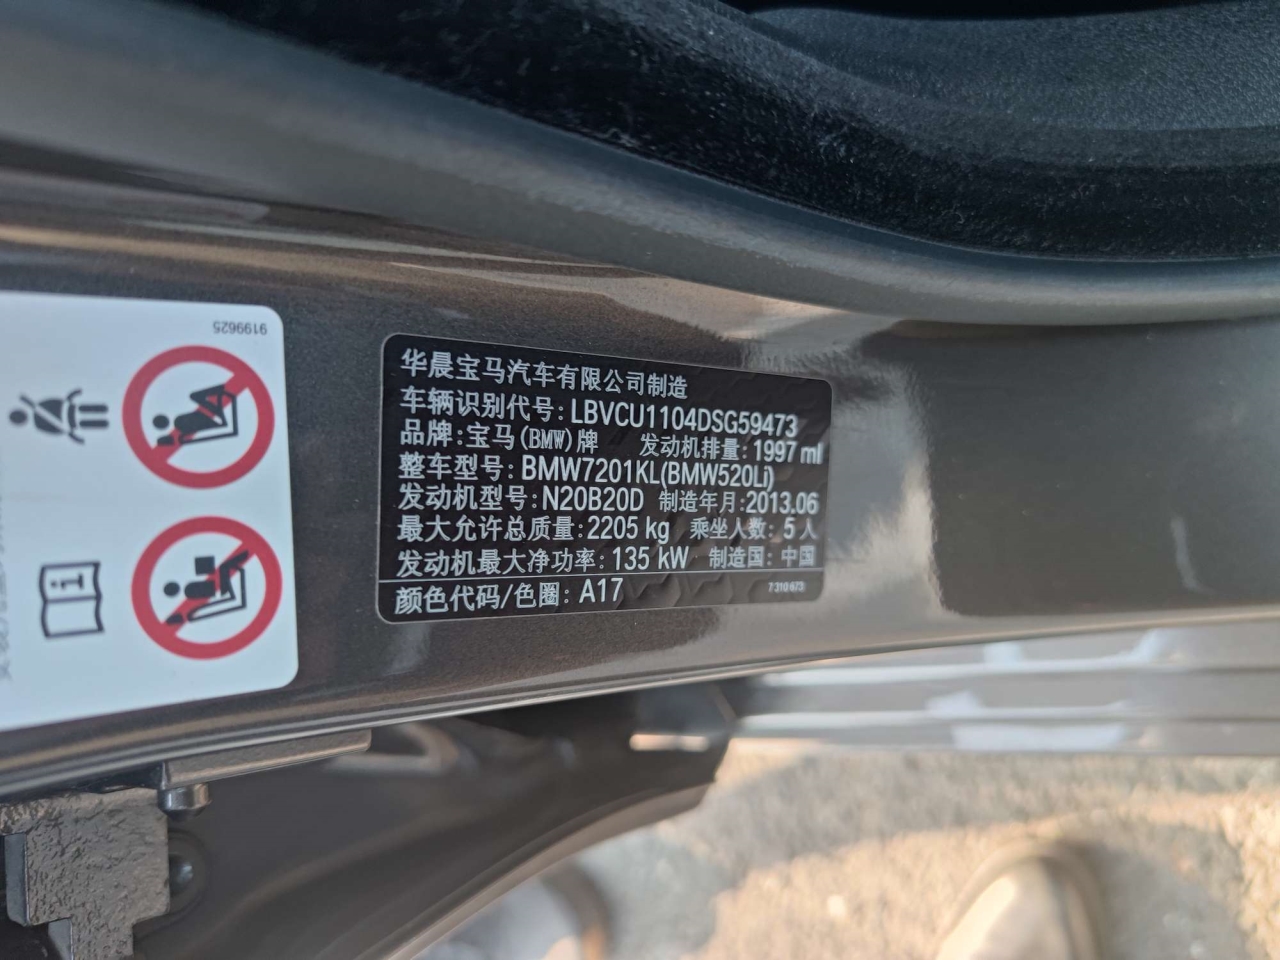 9199625
华晨宝马汽车有限公司制造
车辆识别代号: LBVCU1104DSG59473
品牌: 宝马(BMW)牌 发动机排量: 1997 ml
整车型号: BMW7201KL(BMW520Li)
发动机型号: N20B20D 制造年月: 2013.06
最大允许总质量: 2205 kg 乘坐人数: 5 人
发动机最大净功率: 135 kW 制造国: 中国
颜色代码/色圈: A17 7 310 673